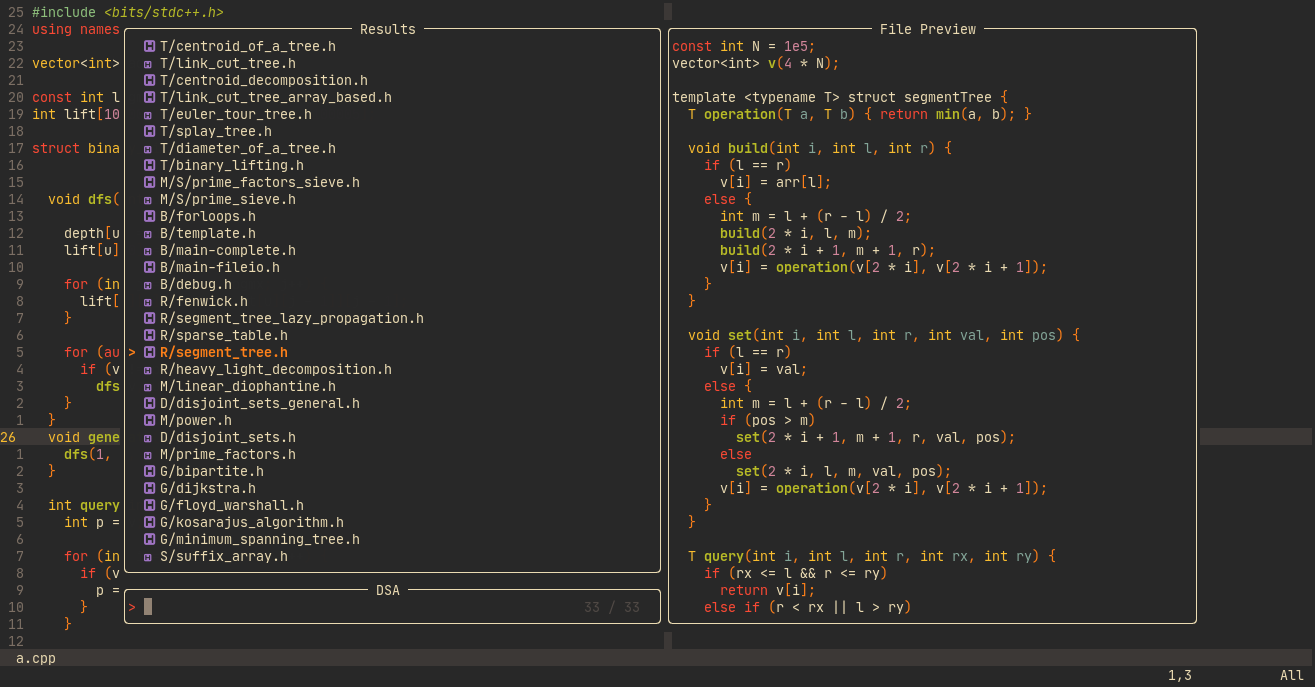 25 #include <bits/stdc++.h>
24 using names
23
22 vector<int>
21
20 const int l
19 int lift[10
18
17 struct bina
16
15
14 void dfs(
13
12 depth[u
11 lift[u]
10
9 for (in
8 lift[
7 }
6
5 for (au
4 if (v
3 dfs
2 }
1 }
26 void gene
1 dfs(1,
2 }
3
4 int query
5 int p =
6
7 for (in
8 if (v
9 p =
10 }
11 }
12
Results
T/centroid_of_a_tree.h
T/link_cut_tree.h
T/centroid_decomposition.h
T/link_cut_tree_array_based.h
T/euler_tour_tree.h
T/splay_tree.h
T/diameter_of_a_tree.h
T/binary_lifting.h
M/S/prime_factors_sieve.h
M/S/prime_sieve.h
B/forloops.h
B/template.h
B/main-complete.h
B/main-fileio.h
B/debug.h
R/fenwick.h
R/segment_tree_lazy_propagation.h
R/sparse_table.h
> R/segment_tree.h
R/heavy_light_decomposition.h
M/linear_diophantine.h
D/disjoint_sets_general.h
M/power.h
D/disjoint_sets.h
M/prime_factors.h
G/bipartite.h
G/dijkstra.h
G/floyd_warshall.h
G/kosarajus_algorithm.h
G/minimum_spanning_tree.h
S/suffix_array.h
DSA
> 33 / 33
File Preview
const int N = 1e5;
vector<int> v(4 * N);
template <typename T> struct segmentTree {
T operation(T a, T b) { return min(a, b); }
void build(int i, int l, int r) {
if (l == r)
v[i] = arr[l];
else {
int m = l + (r - l) / 2;
build(2 * i, l, m);
build(2 * i + 1, m + 1, r);
v[i] = operation(v[2 * i], v[2 * i + 1]);
}
}
void set(int i, int l, int r, int val, int pos) {
if (l == r)
v[i] = val;
else {
int m = l + (r - l) / 2;
if (pos > m)
set(2 * i + 1, m + 1, r, val, pos);
else
set(2 * i, l, m, val, pos);
v[i] = operation(v[2 * i], v[2 * i + 1]);
}
}
T query(int i, int l, int r, int rx, int ry) {
if (rx <= l && r <= ry)
return v[i];
else if (r < rx || l > ry)
a.cpp
1,3 All